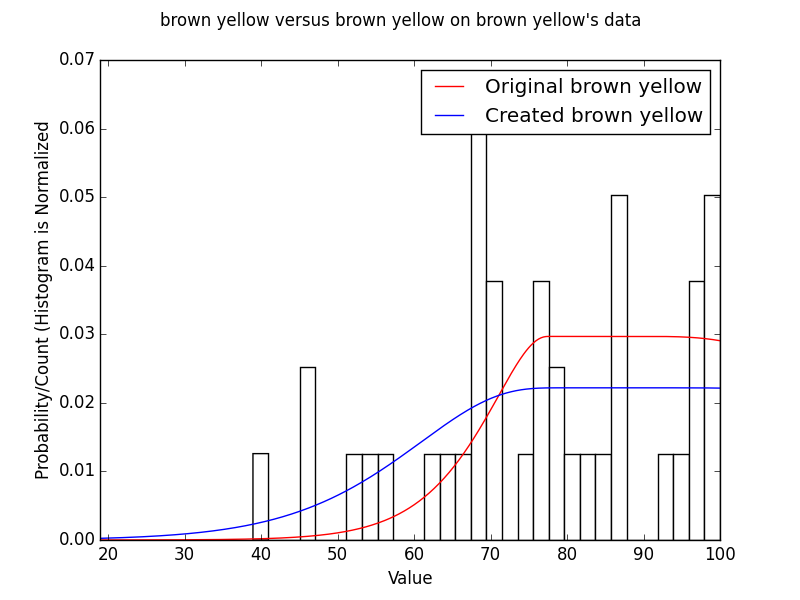 brown yellow versus brown yellow on brown yellow's data
Original brown yellow
Created brown yellow
Probability/Count (Histogram is Normalized
0.07
0.06
0.05
0.04
0.03
0.02
0.01
0.00
20 30 40 50 60 70 80 90 100
Value